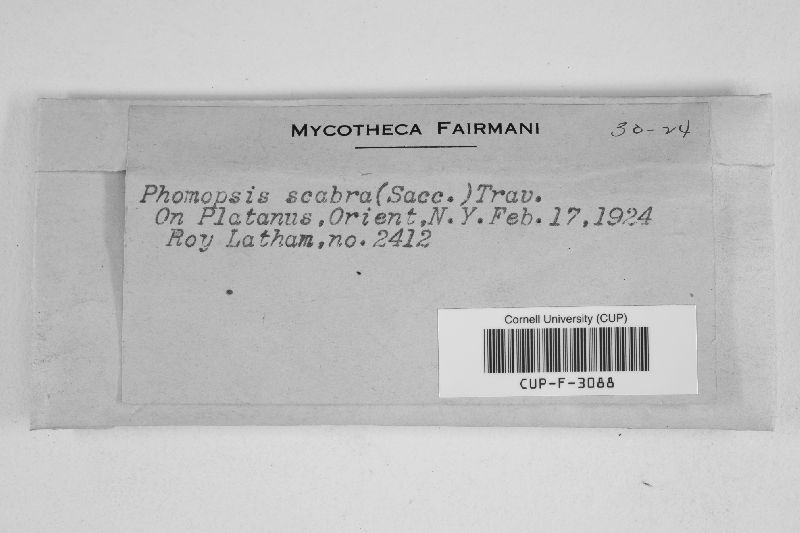 MYCOTHECA FAIRMANI
30-24
Phomopsis scabra(Sacc.)Trav.
On Platanus,Orient,N.Y.Feb.17,1924
Roy Latham,no.2412
Cornell University (CUP)
CUP-F-3088